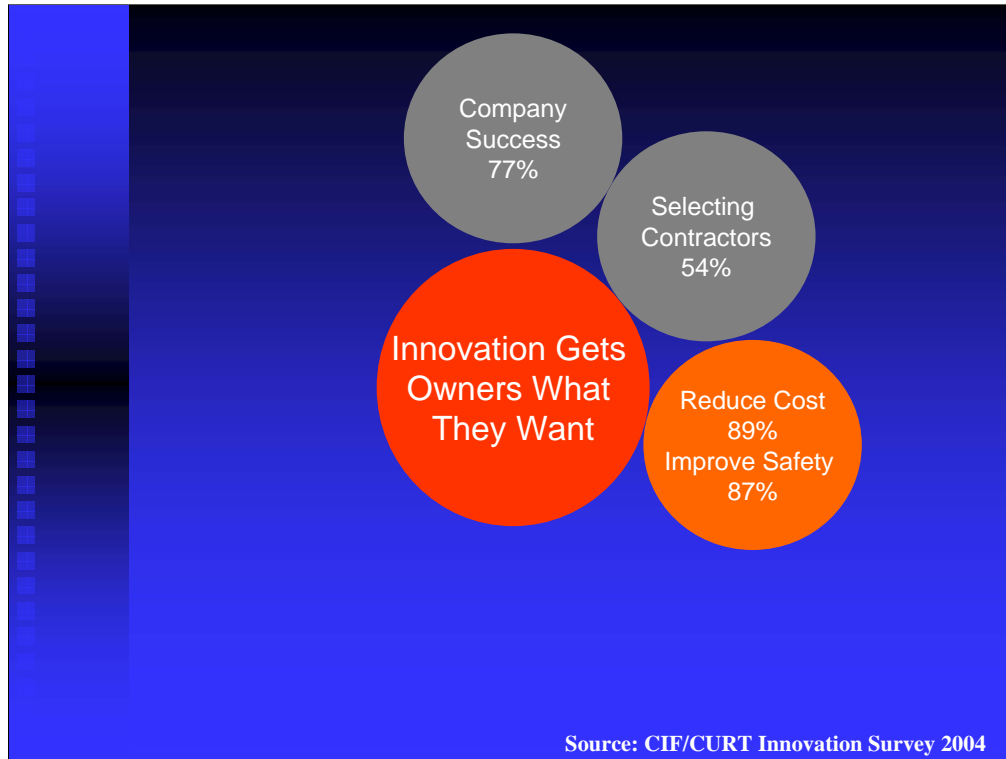 Company
Success
77%
Selecting
Contractors
54%
Innovation Gets
Owners What
They Want
Reduce Cost
89%
Improve Safety
87%
Source: CIF/CURT Innovation Survey 2004